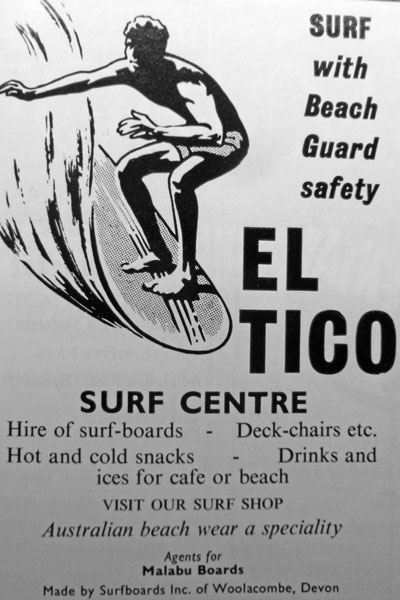 SURF
with
Beach
Guard
safety
EL
TICO
SURF CENTRE
Hire of surf-boards - Deck-chairs etc.
Hot and cold snacks - Drinks and
ices for cafe or beach
VISIT OUR SURF SHOP
Australian beach wear a speciality
Agents for
Malabu Boards
Made by Surfboards Inc. of Woolacombe, Devon